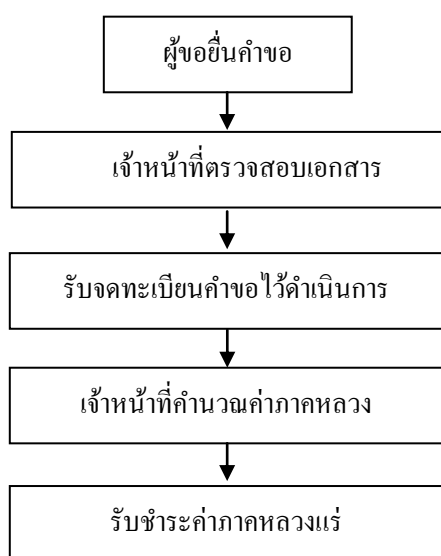 ผู้ขอยื่นคำขอ
เจ้าหน้าที่ตรวจสอบเอกสาร
รับจดทะเบียนคำขอไว้ดำเนินการ
เจ้าหน้าที่คำนวณค่าภาคหลวง
รับชำระค่าภาคหลวงแร่